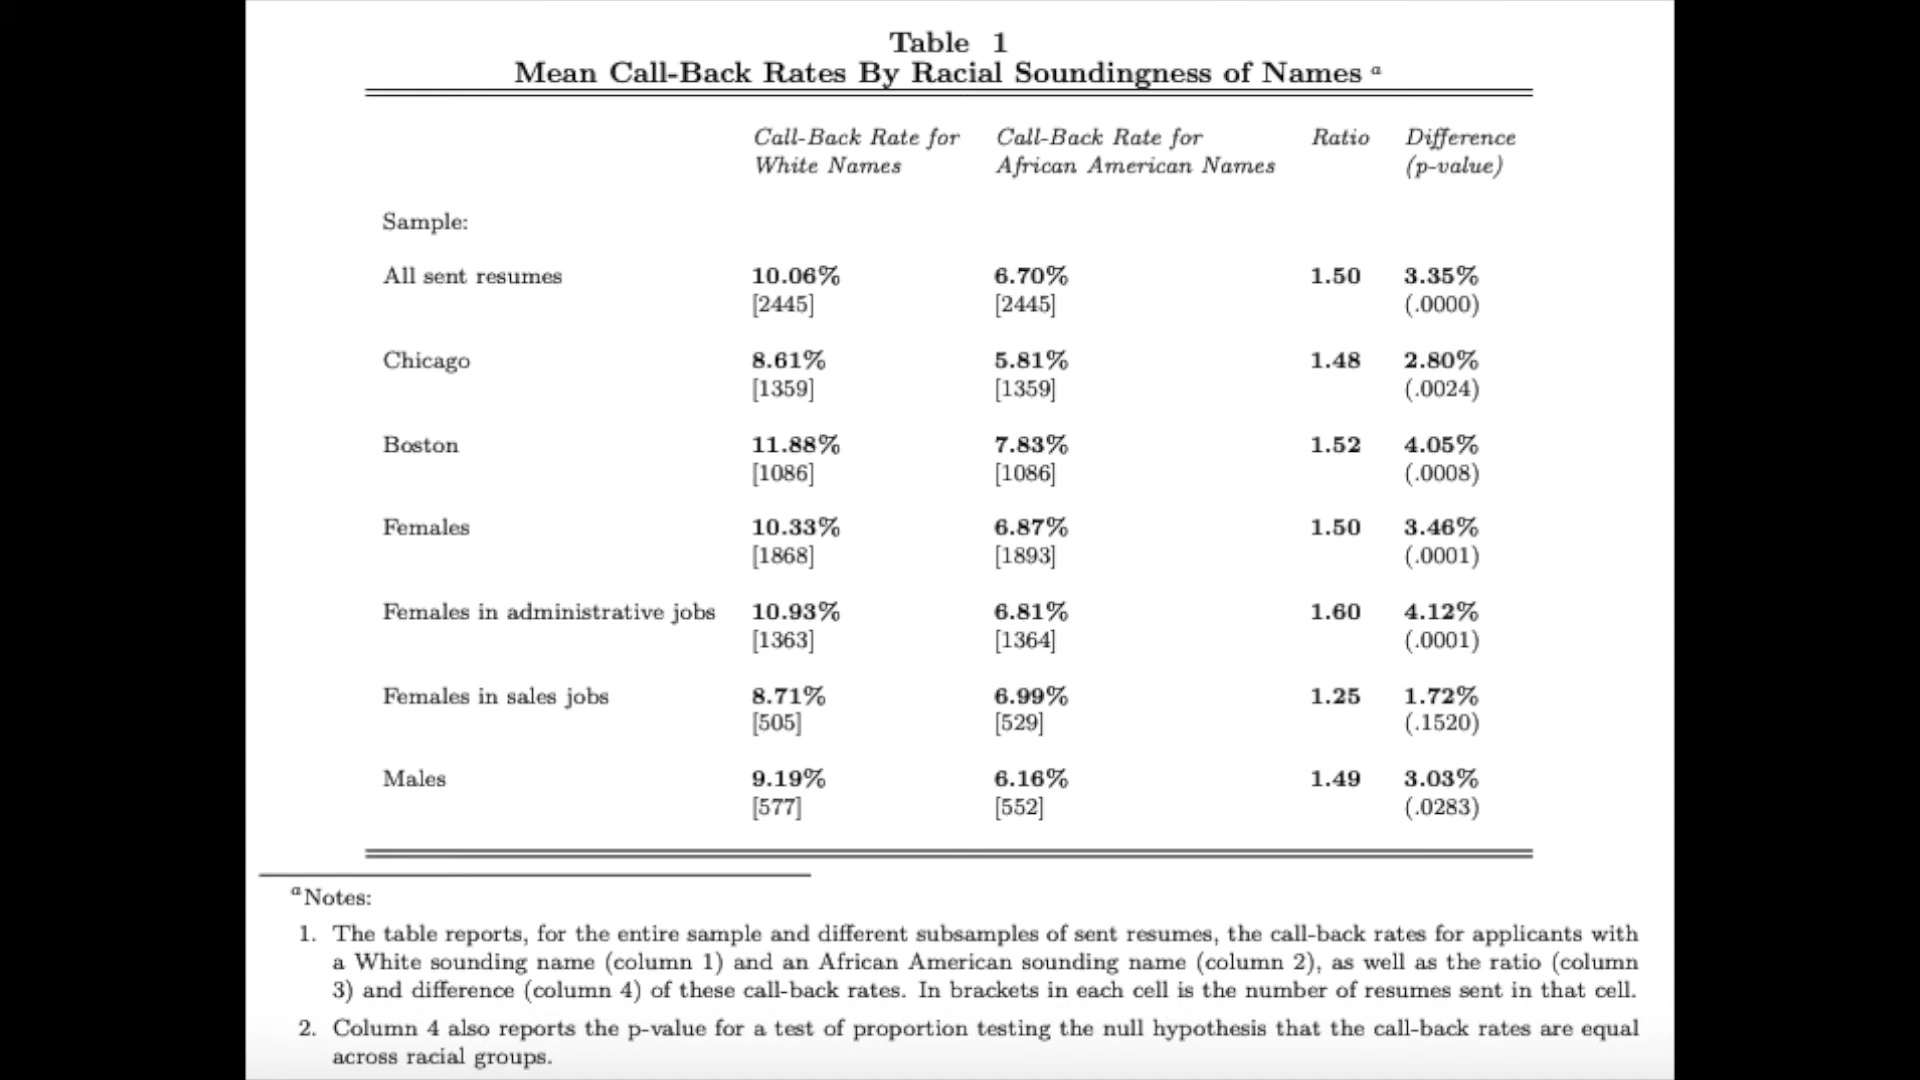 Table 1
Mean Call-Back Rates By Racial Soundingness of Names a
Call-Back Rate for Call-Back Rate for Ratio Difference
White Names African American Names (p-value)
Sample:
All sent resumes 10.06% 6.70% 1.50 3.35%
[2445] [2445] (.0000)
Chicago 8.61% 5.81% 1.48 2.80%
[1359] [1359] (.0024)
Boston 11.88% 7.83% 1.52 4.05%
[1086] [1086] (.0008)
Females 10.33% 6.87% 1.50 3.46%
[1868] [1893] (.0001)
Females in administrative jobs 10.93% 6.81% 1.60 4.12%
[1363] [1364] (.0001)
Females in sales jobs 8.71% 6.99% 1.25 1.72%
[505] [529] (.1520)
Males 9.19% 6.16% 1.49 3.03%
[577] [552] (.0283)
a Notes:
1. The table reports, for the entire sample and different subsamples of sent resumes, the call-back rates for applicants with
a White sounding name (column 1) and an African American sounding name (column 2), as well as the ratio (column
3) and difference (column 4) of these call-back rates. In brackets in each cell is the number of resumes sent in that cell.
2. Column 4 also reports the p-value for a test of proportion testing the null hypothesis that the call-back rates are equal
across racial groups.